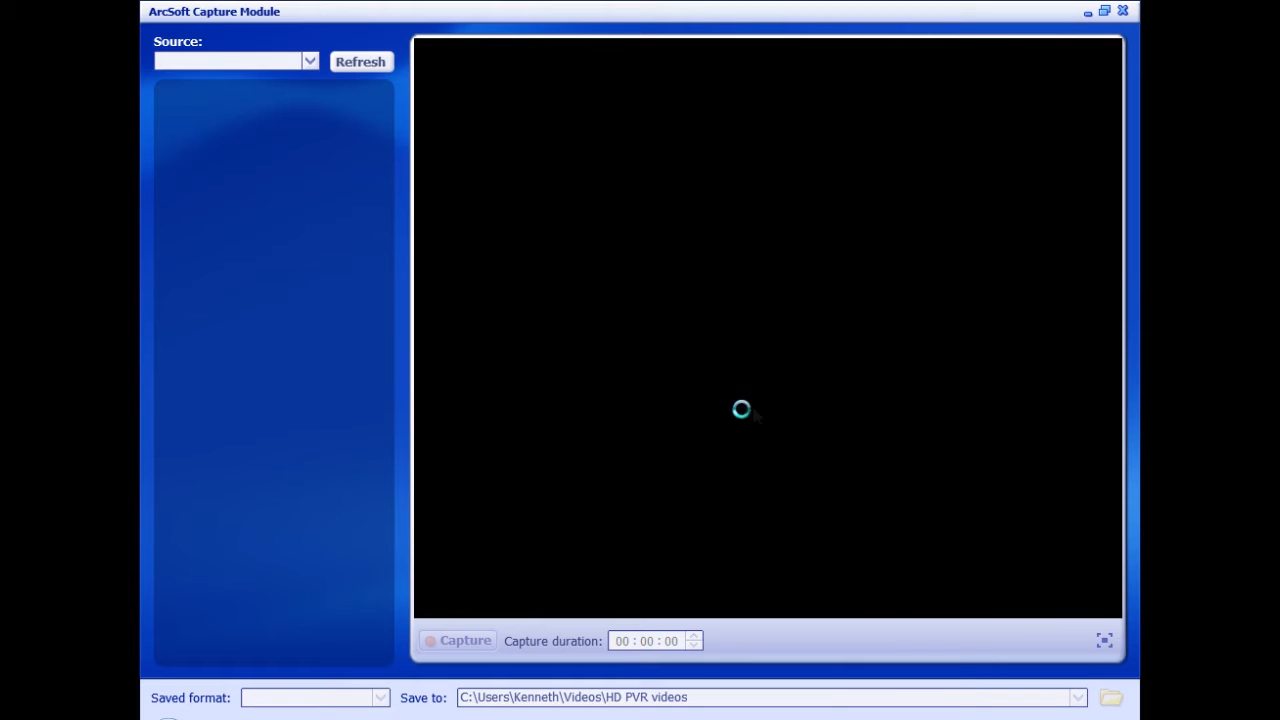 ArcSoft Capture Module
Source:
Refresh
Capture
Capture duration: 00 : 00 : 00
Saved format:
Save to: C:\Users\Kenneth\Videos\HD PVR videos